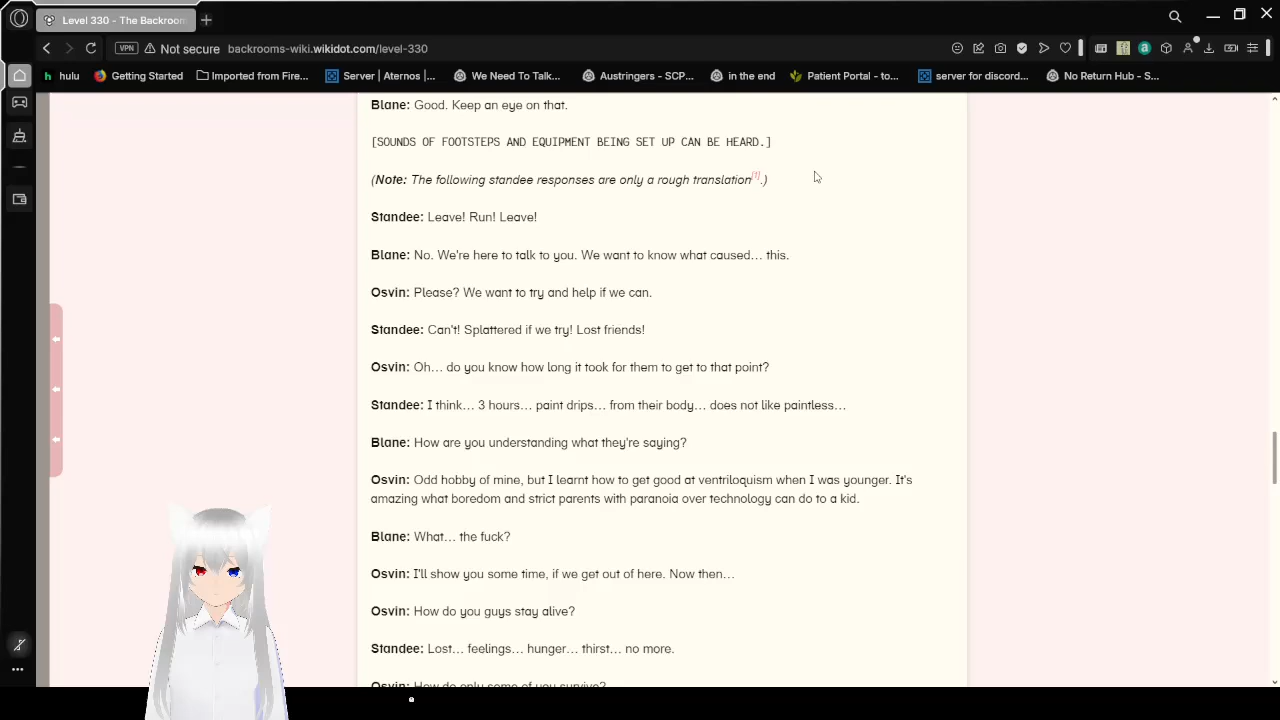 Level 330 - The Backroom
VPN Not secure backrooms-wiki.wikidot.com/level-330
hulu Getting Started Imported from Fire... Server | Aternos |... We Need To Talk... Austringers - SCP... in the end Patient Portal - to... server for discord... No Return Hub - S...
Blane: Good. Keep an eye on that.
[SOUNDS OF FOOTSTEPS AND EQUIPMENT BEING SET UP CAN BE HEARD.]
(Note: The following standee responses are only a rough translation[1].)
Standee: Leave! Run! Leave!
Blane: No. We're here to talk to you. We want to know what caused… this.
Osvin: Please? We want to try and help if we can.
Standee: Can't! Splattered if we try! Lost friends!
Osvin: Oh… do you know how long it took for them to get to that point?
Standee: I think… 3 hours… paint drips… from their body… does not like paintless…
Blane: How are you understanding what they're saying?
Osvin: Odd hobby of mine, but I learnt how to get good at ventriloquism when I was younger. It's
amazing what boredom and strict parents with paranoia over technology can do to a kid.
Blane: What… the fuck?
Osvin: I'll show you some time, if we get out of here. Now then…
Osvin: How do you guys stay alive?
Standee: Lost… feelings… hunger… thirst… no more.
Osvin: How do only some of you survive?